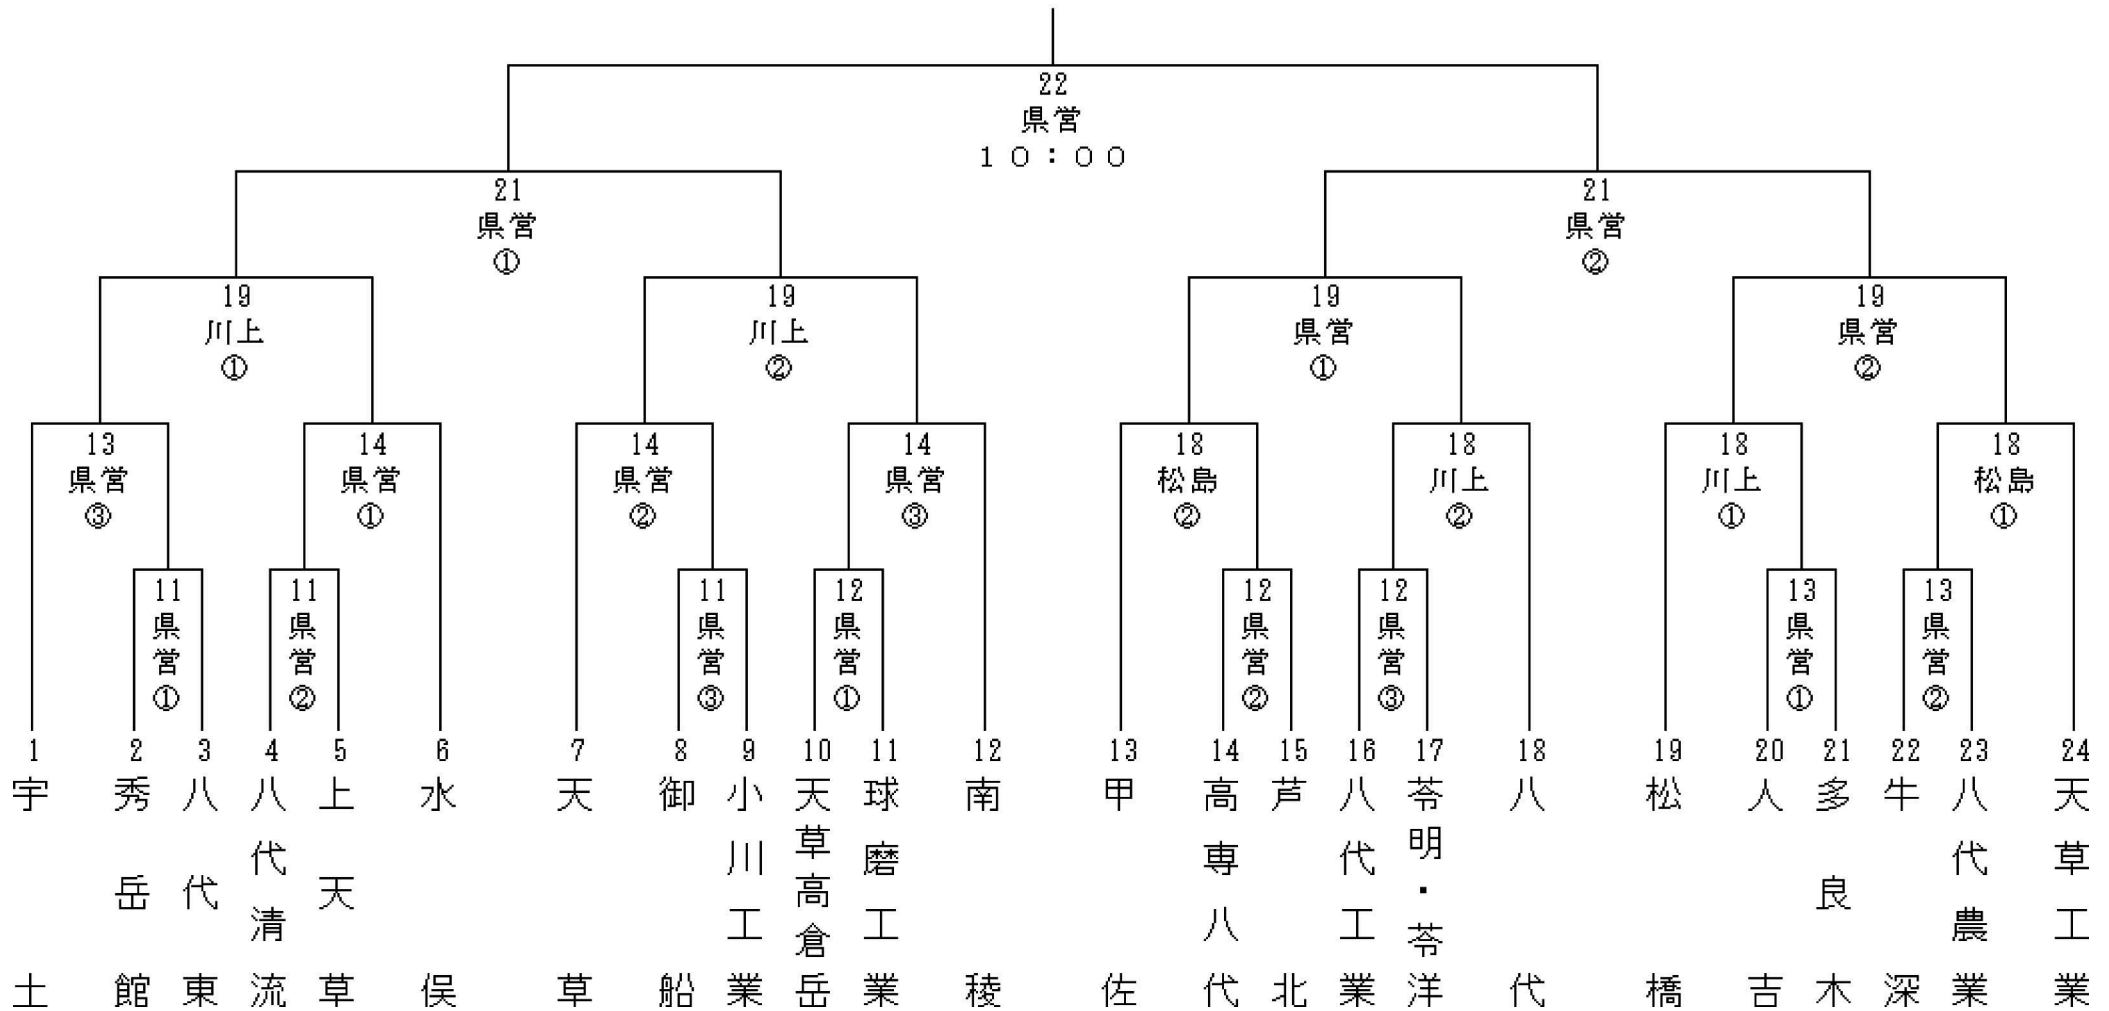 22
県営
１０：００
21
県営
①
21
県営
②
19
川上
①
19
川上
②
19
県営
①
19
県営
②
13
県営
③
14
県営
①
14
県営
②
14
県営
③
18
松島
②
18
川上
②
18
川上
①
18
松島
①
11
県営
①
11
県営
②
11
県営
③
12
県営
①
12
県営
②
12
県営
③
13
県営
①
13
県営
②
1
宇土
2
秀岳館
3
八代東
4
八代清流
5
上天草
6
水俣
7
天草
8
御船
9
小川工業
10
天草高倉岳
11
球磨工業
12
南稜
13
甲佐
14
高専八代
15
芦北
16
八代工業
17
苓明・苓洋
18
八代
19
松橋
20
人吉
21
多良木
22
牛深
23
八代農業
24
天草工業